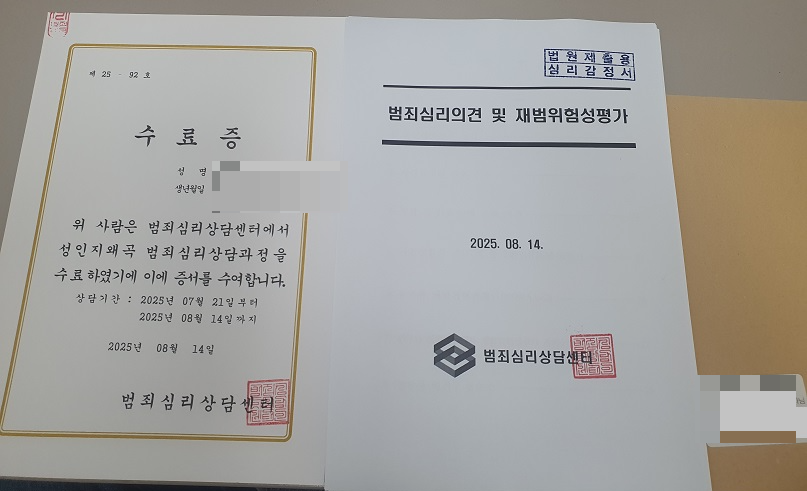 제 25 - 92 호
수료증
성 명
생년월일
위 사람은 범죄심리상담센터에서
성인지왜곡 범죄심리상담과정을
수료하였기에 이에 증서를 수여합니다.
상담기간 : 2025년 07월 21일부터
2025년 08월 14일까지
2025년 08월 14일
범죄심리상담센터
법원제출용
심리감정서
범죄심리의견 및 재범위험성평가
2025. 08. 14.
범죄심리상담센터